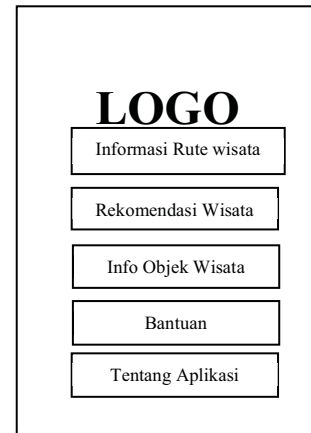 LOGO
Informasi Rute wisata
Rekomendasi Wisata
Info Objek Wisata
Bantuan
Tentang Aplikasi